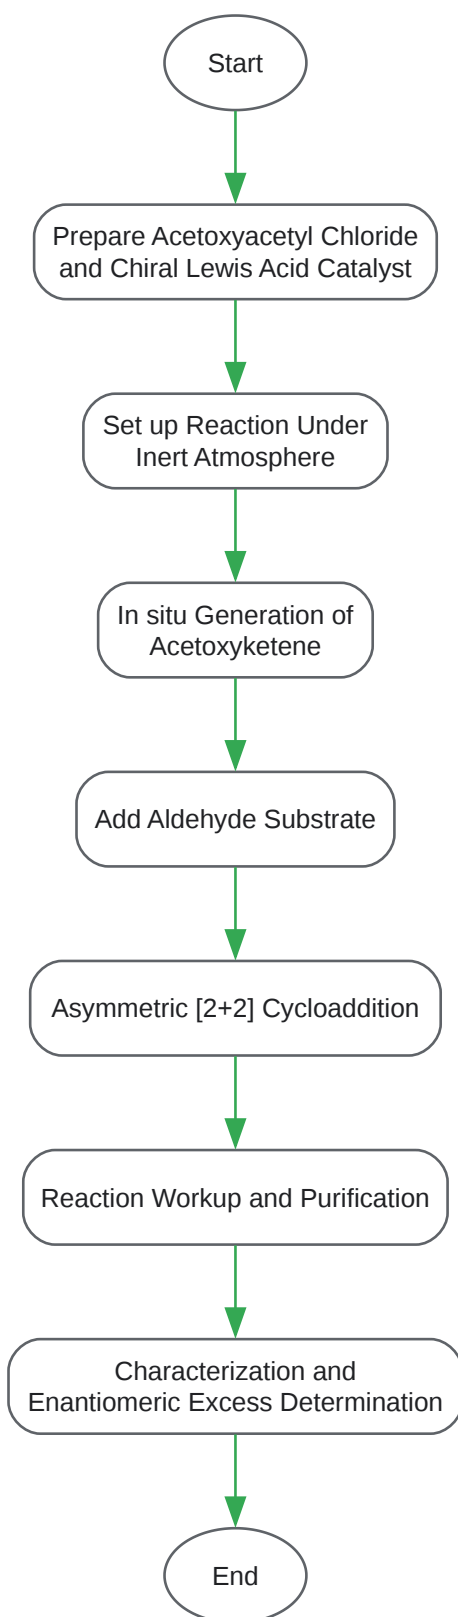 Start
Prepare Acetoxyacetyl Chloride
and Chiral Lewis Acid Catalyst
Set up Reaction Under
Inert Atmosphere
In situ Generation of
Acetoxyketene
Add Aldehyde Substrate
Asymmetric [2+2] Cycloaddition
Reaction Workup and Purification
Characterization and
Enantiomeric Excess Determination
End